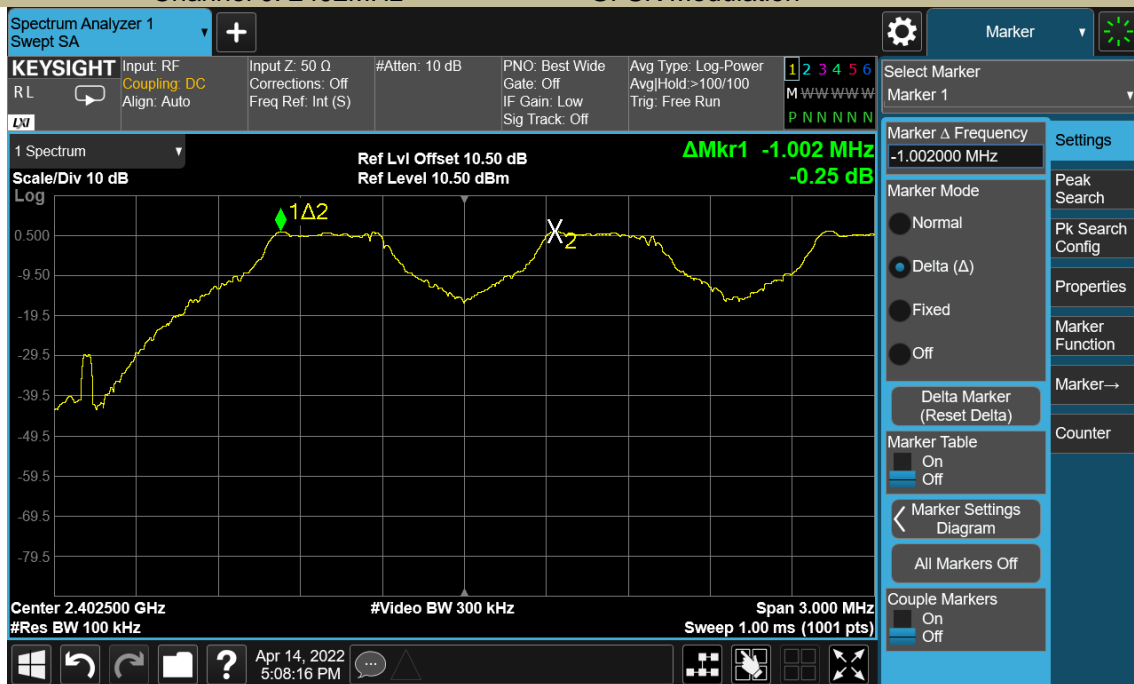 Spectrum Analyzer 1
Swept SA
Marker
KEYSIGHT
R L
LXI
Input: RF
Coupling: DC
Align: Auto
Input Z: 50 Ω
Corrections: Off
Freq Ref: Int (S)
#Atten: 10 dB
PNO: Best Wide
Gate: Off
IF Gain: Low
Sig Track: Off
Avg Type: Log-Power
Avg|Hold:>100/100
Trig: Free Run
1 2 3 4 5 6
M W W W W W
P N N N N N
Select Marker
Marker 1
1 Spectrum
Scale/Div 10 dB
Log
Ref Lvl Offset 10.50 dB
Ref Level 10.50 dBm
ΔMkr1 -1.002 MHz
-0.25 dB
1Δ2
X2
0.500
-9.50
-19.5
-29.5
-39.5
-49.5
-59.5
-69.5
-79.5
Center 2.402500 GHz
#Res BW 100 kHz
#Video BW 300 kHz
Span 3.000 MHz
Sweep 1.00 ms (1001 pts)
Marker Δ Frequency
-1.002000 MHz
Marker Mode
Normal
Delta (Δ)
Fixed
Off
Delta Marker
(Reset Delta)
Marker Table
On
Off
Marker Settings
Diagram
All Markers Off
Couple Markers
On
Off
Settings
Peak
Search
Pk Search
Config
Properties
Marker
Function
Marker→
Counter
?
Apr 14, 2022
5:08:16 PM